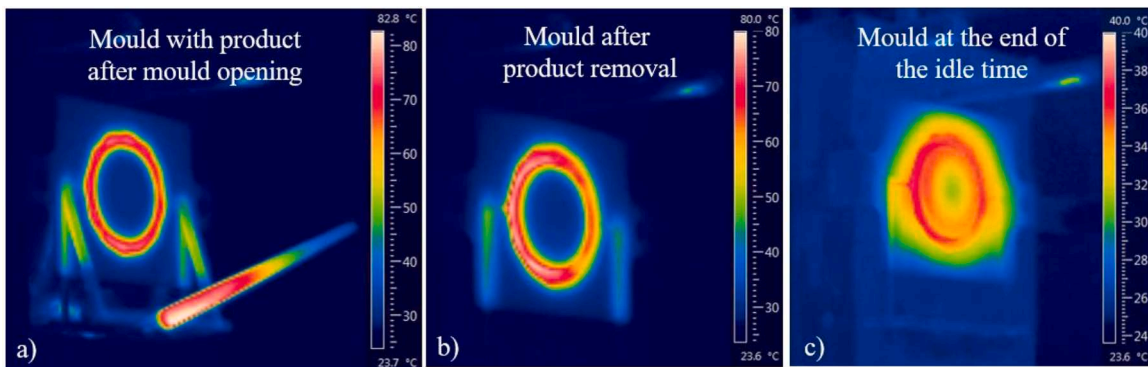 Mould with product
after mould opening
82.8 °C
80
70
60
50
40
30
23.7 °C
a)
Mould after
product removal
80.0 °C
80
70
60
50
40
30
23.6 °C
b)
Mould at the end of
the idle time
40.0 °C
40
38
36
34
32
30
28
26
24
23.6 °C
c)